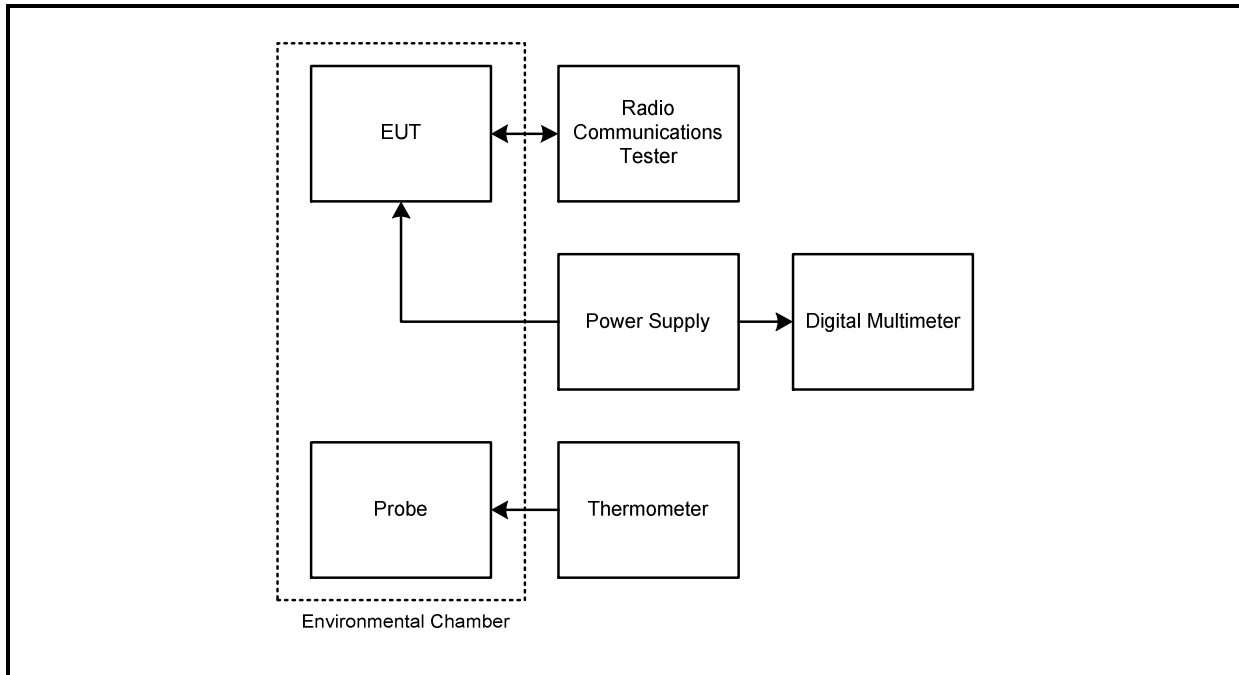 EUT
Radio
Communications
Tester
Power Supply
Digital Multimeter
Probe
Thermometer
Environmental Chamber